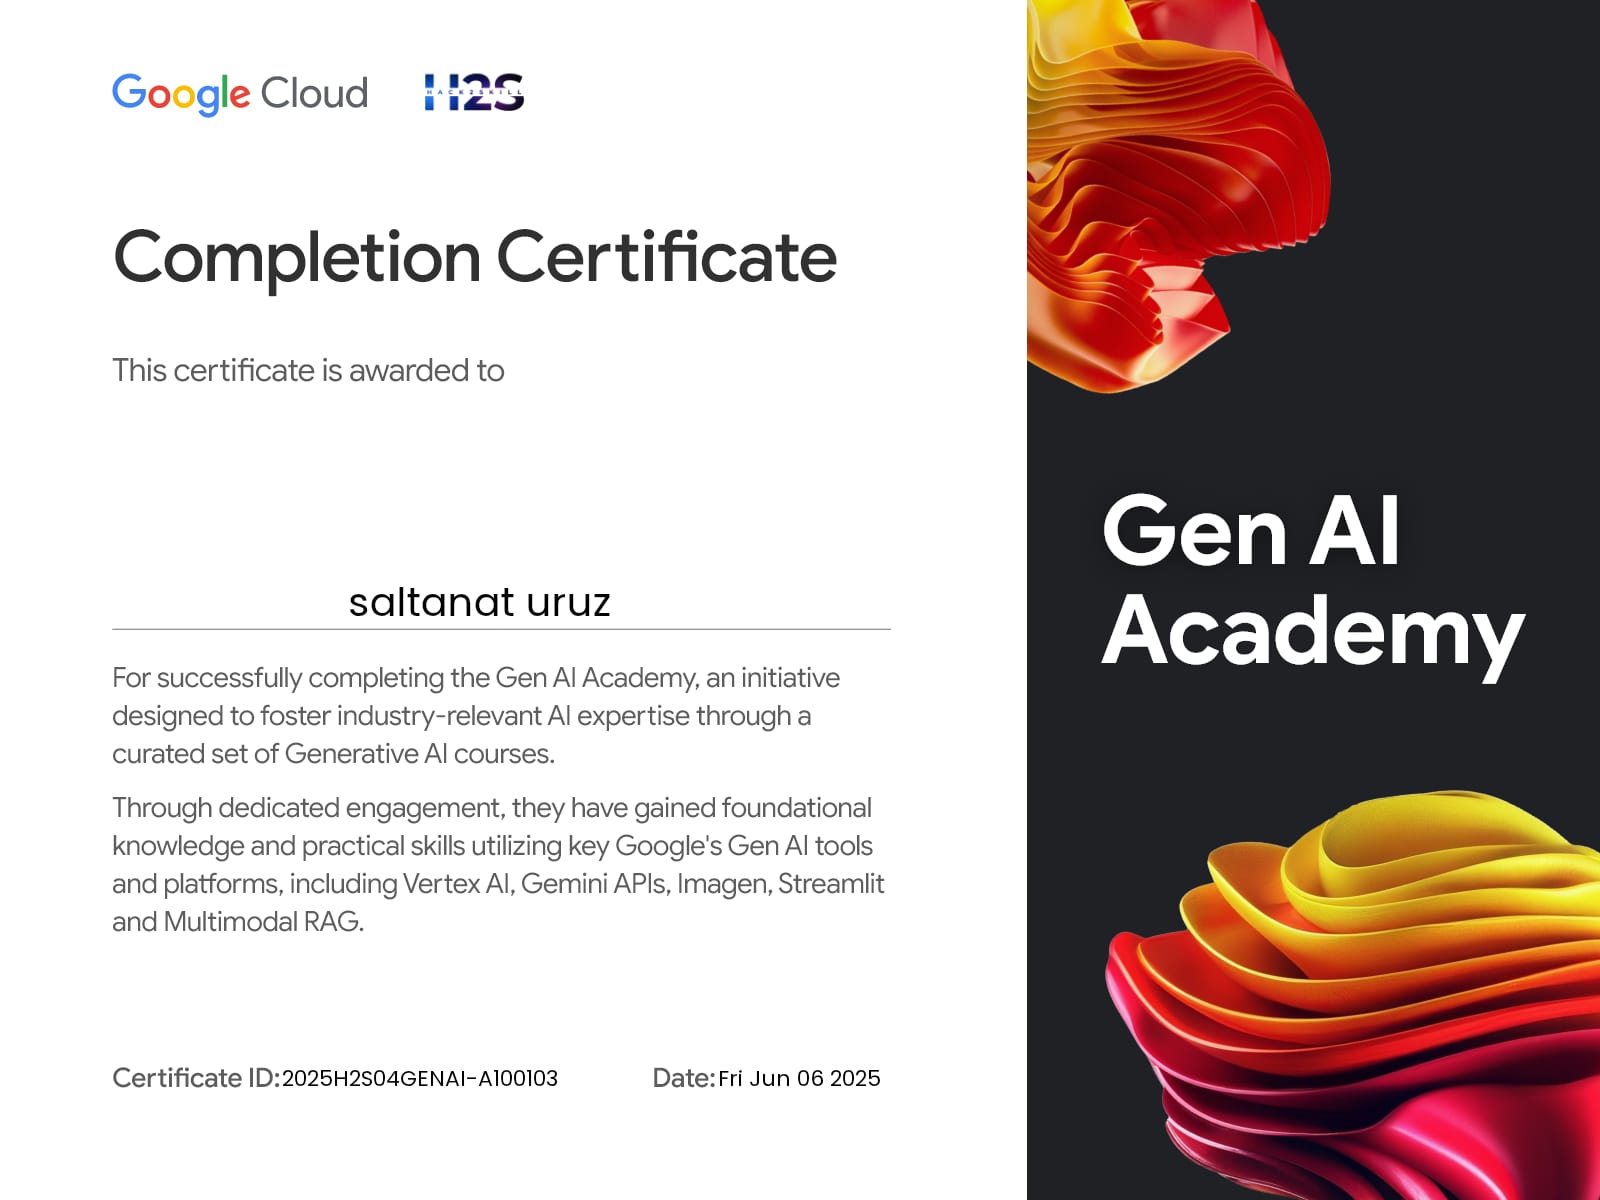 Google Cloud
H2S
HACK2SKILL
Completion Certificate
This certificate is awarded to
saltanat uruz
For successfully completing the Gen AI Academy, an initiative
designed to foster industry-relevant AI expertise through a
curated set of Generative AI courses.
Through dedicated engagement, they have gained foundational
knowledge and practical skills utilizing key Google's Gen AI tools
and platforms, including Vertex AI, Gemini APIs, Imagen, Streamlit
and Multimodal RAG.
Certificate ID:2025H2S04GENAI-A100103
Date:Fri Jun 06 2025
Gen AI
Academy